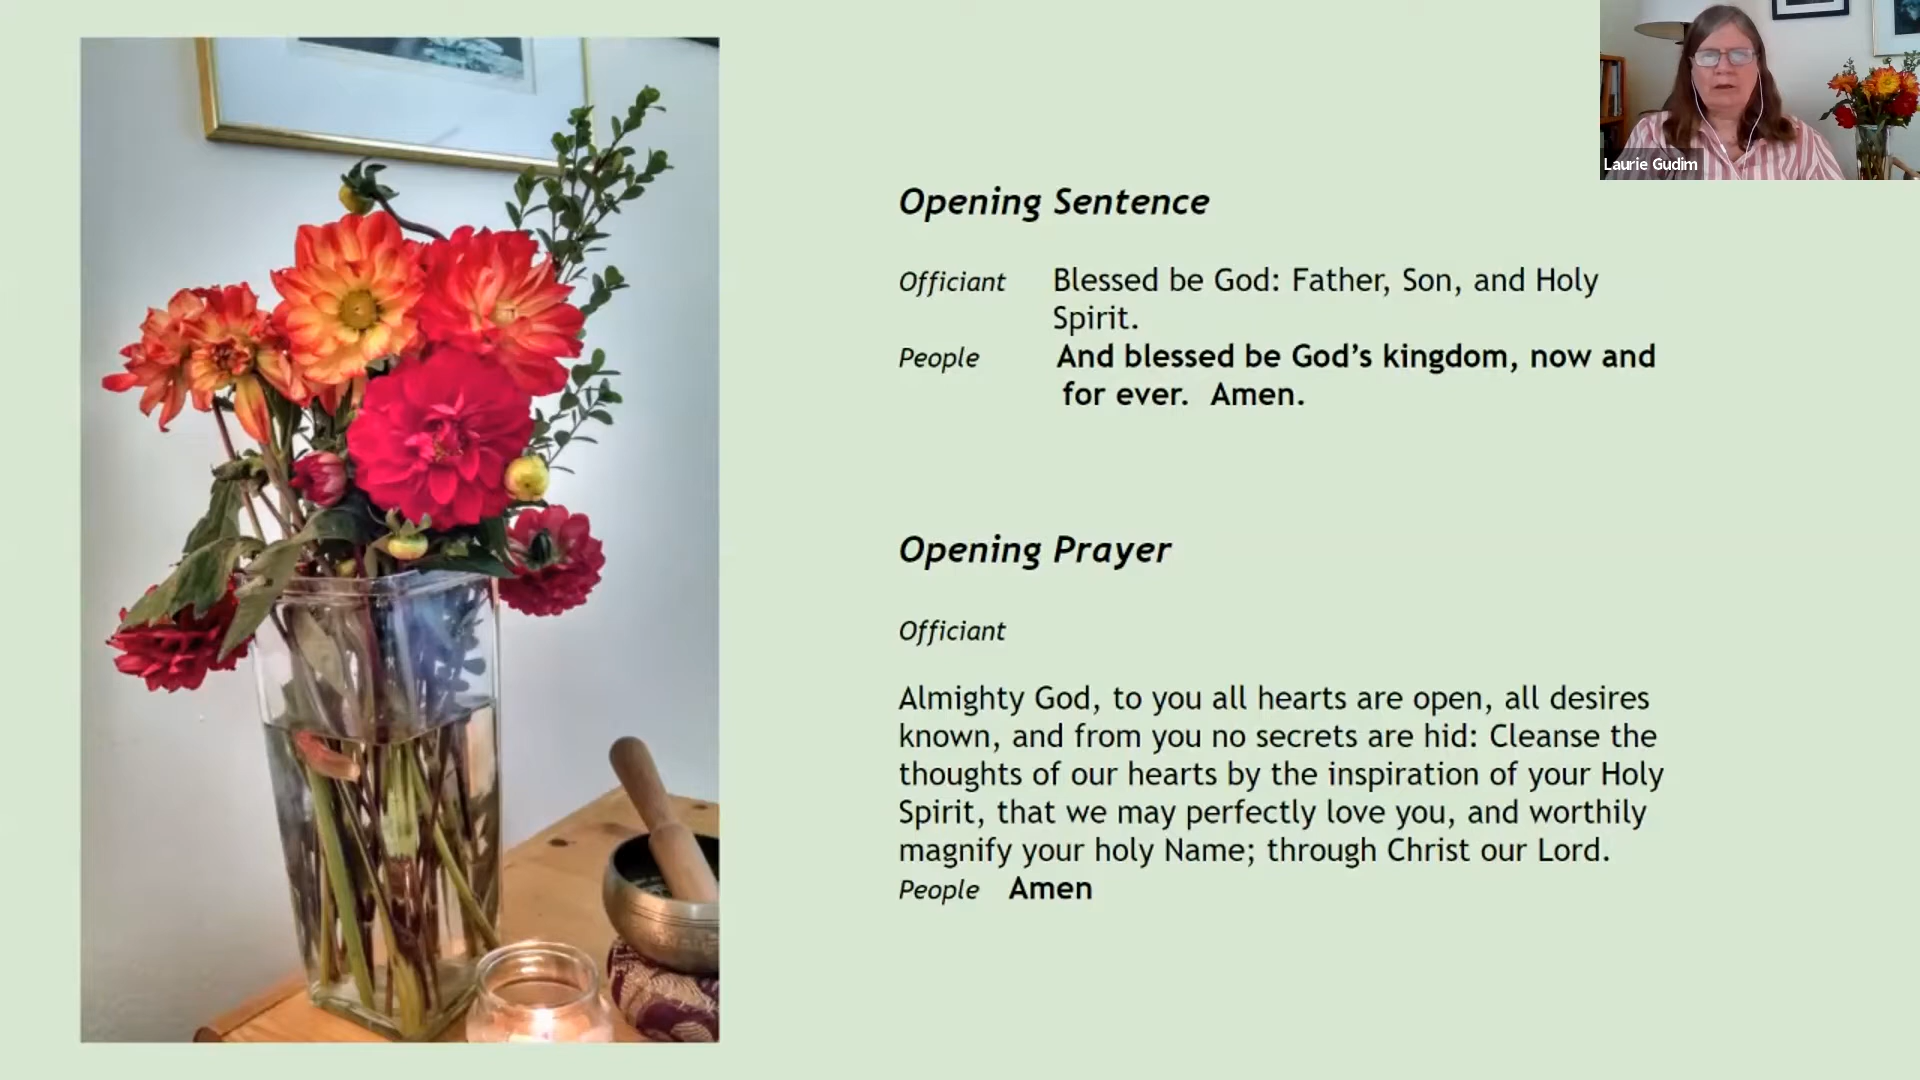 Laurie Gudim
Opening Sentence
Officiant Blessed be God: Father, Son, and Holy
Spirit.
People And blessed be God’s kingdom, now and
for ever. Amen.
Opening Prayer
Officiant
Almighty God, to you all hearts are open, all desires
known, and from you no secrets are hid: Cleanse the
thoughts of our hearts by the inspiration of your Holy
Spirit, that we may perfectly love you, and worthily
magnify your holy Name; through Christ our Lord.
People Amen